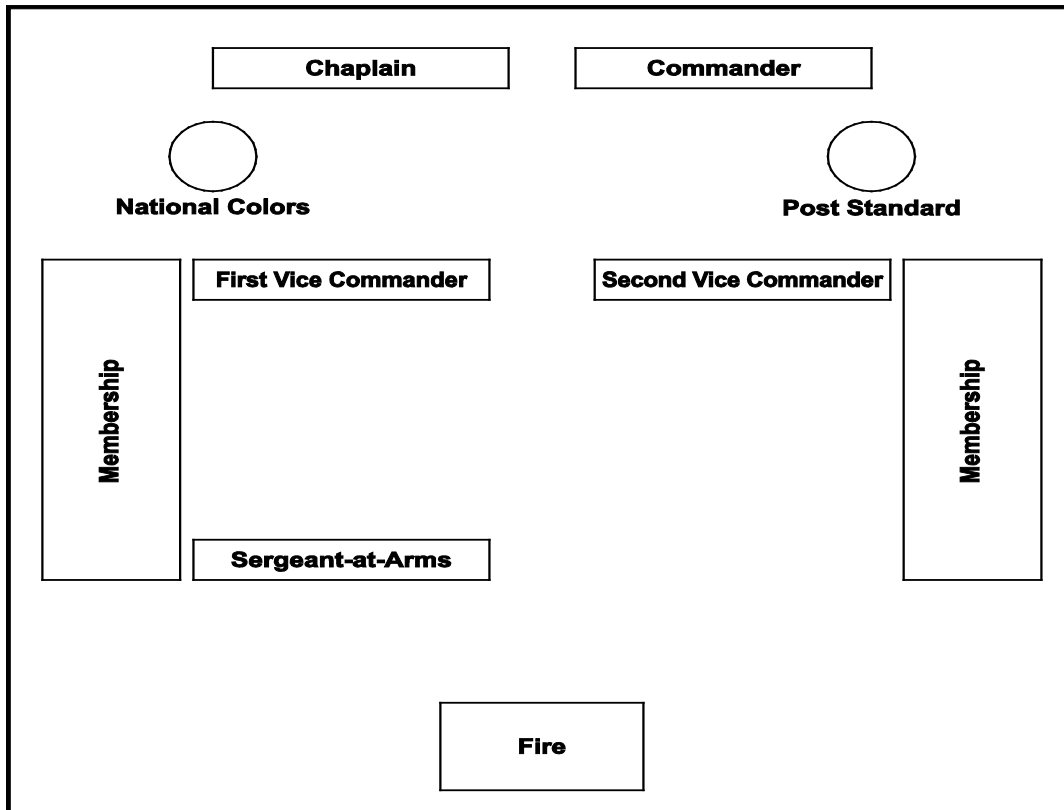 Chaplain
Commander
National Colors
Post Standard
First Vice Commander
Second Vice Commander
Membership
Membership
Sergeant-at-Arms
Fire